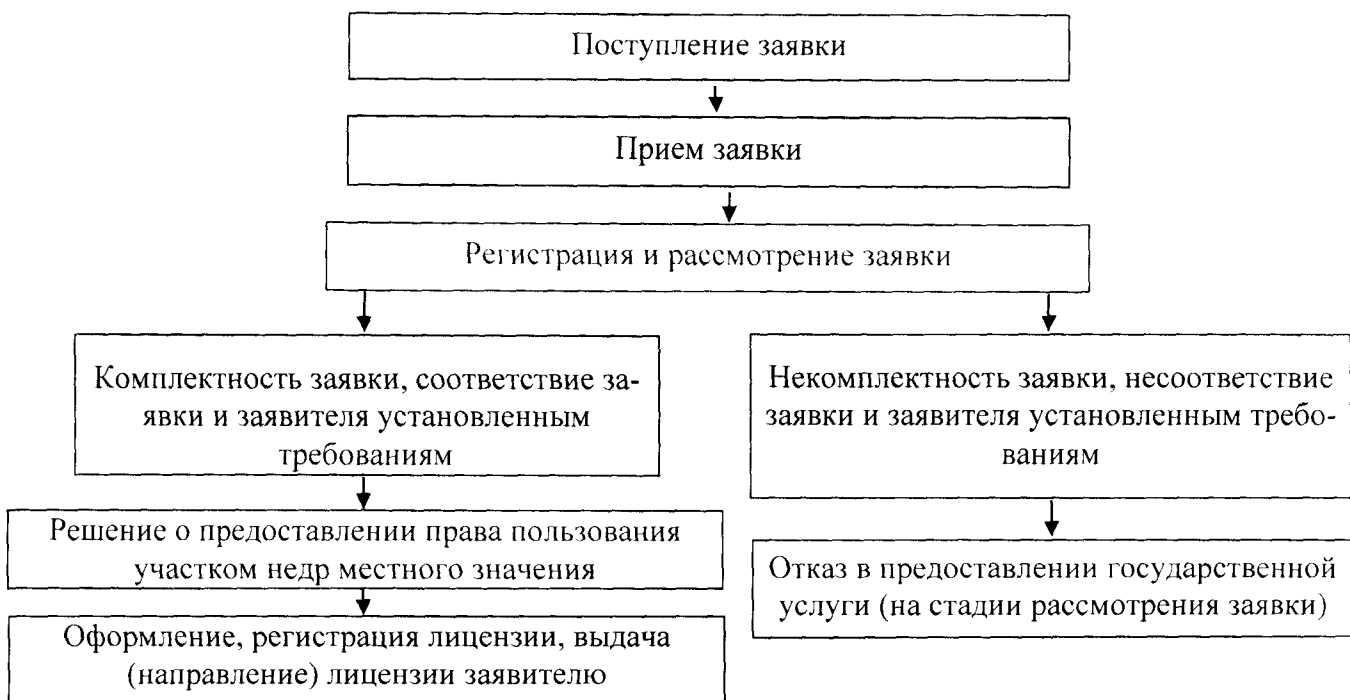 Поступление заявки
Прием заявки
Регистрация и рассмотрение заявки
Комплектность заявки, соответствие за-
явки и заявителя установленным
требованиям
Некомплектность заявки, несоответствие
заявки и заявителя установленным требо-
ваниям
Решение о предоставлении права пользования
участком недр местного значения
Отказ в предоставлении государственной
услуги (на стадии рассмотрения заявки)
Оформление, регистрация лицензии, выдача
(направление) лицензии заявителю